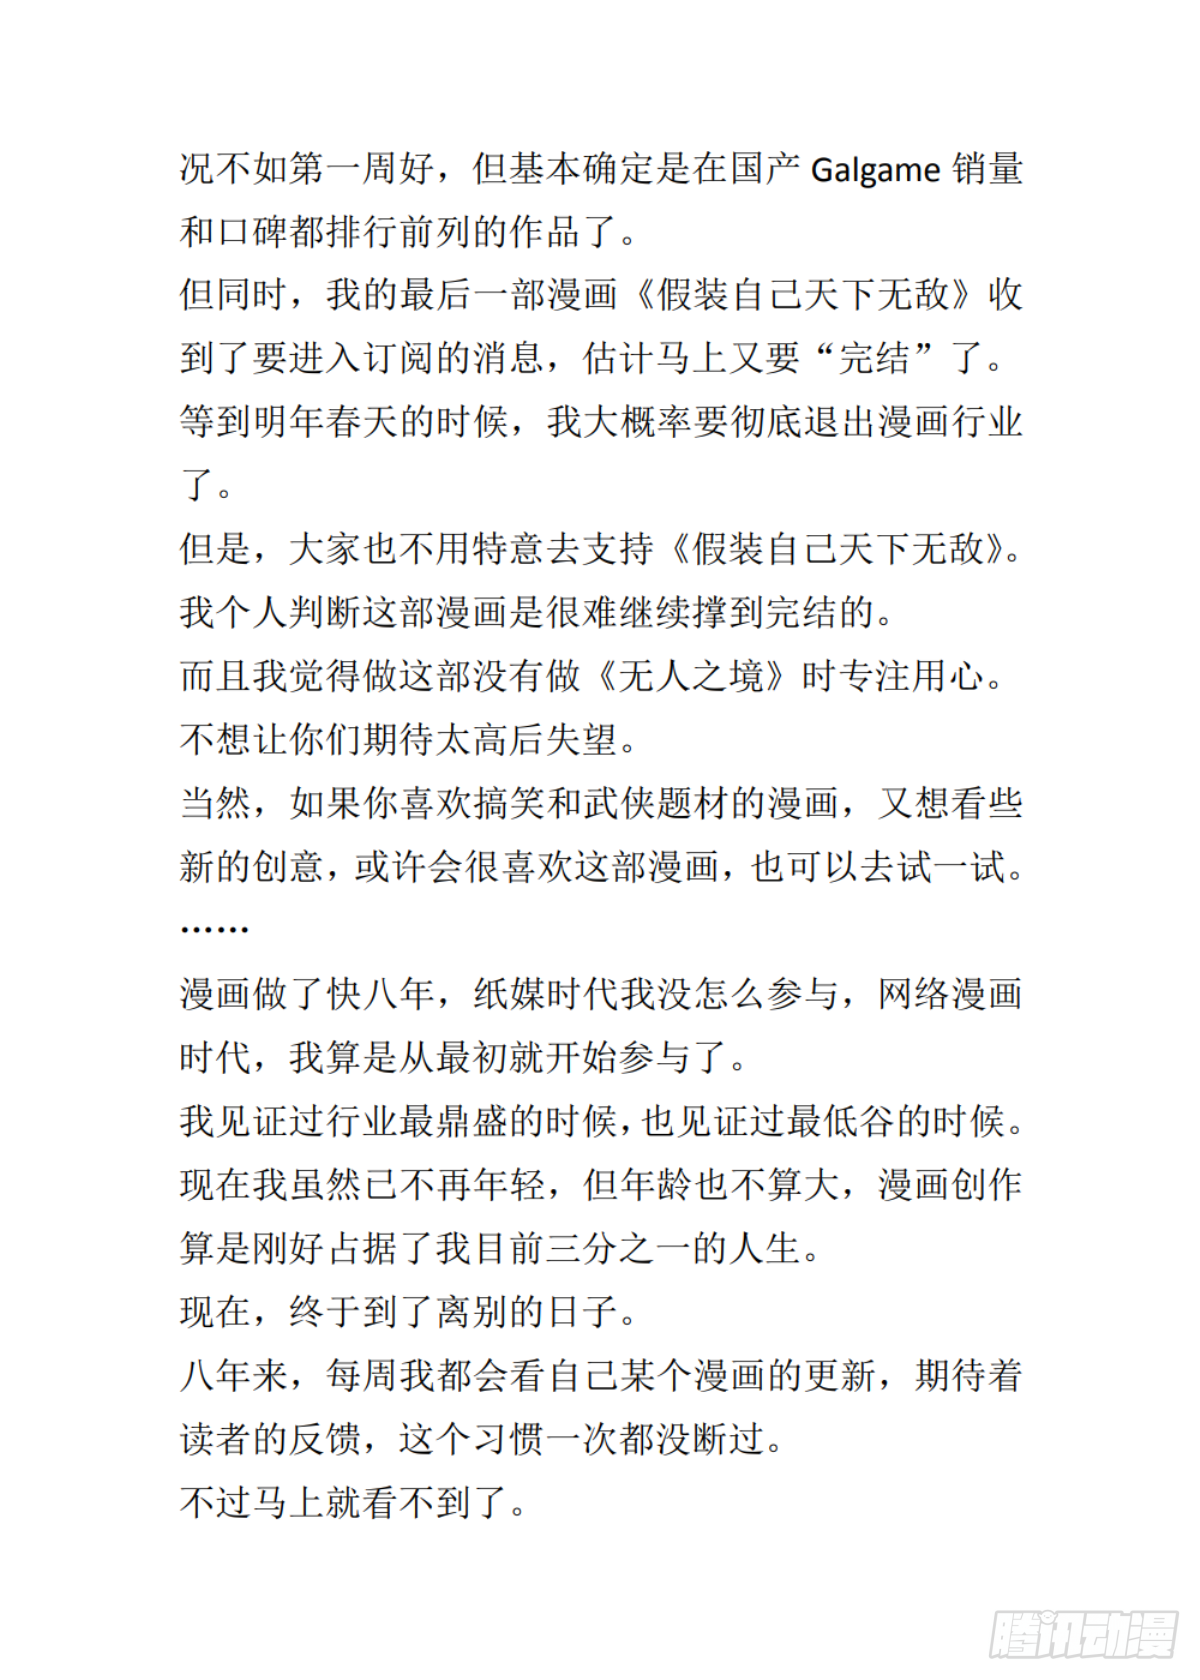 况不如第一周好，但基本确定是在国产 Galgame 销量
和口碑都排行前列的作品了。
但同时，我的最后一部漫画《假装自己天下无敌》收
到了要进入订阅的消息，估计马上又要“完结”了。
等到明年春天的时候，我大概率要彻底退出漫画行业
了。
但是，大家也不用特意去支持《假装自己天下无敌》。
我个人判断这部漫画是很难继续撑到完结的。
而且我觉得做这部没有做《无人之境》时专注用心。
不想让你们期待太高后失望。
当然，如果你喜欢搞笑和武侠题材的漫画，又想看些
新的创意，或许会很喜欢这部漫画，也可以去试一试。
……
漫画做了快八年，纸媒时代我没怎么参与，网络漫画
时代，我算是从最初就开始参与了。
我见证过行业最鼎盛的时候，也见证过最低谷的时候。
现在我虽然已不再年轻，但年龄也不算大，漫画创作
算是刚好占据了我目前三分之一的人生。
现在，终于到了离别的日子。
八年来，每周我都会看自己某个漫画的更新，期待着
读者的反馈，这个习惯一次都没断过。
不过马上就看不到了。
腾讯动漫